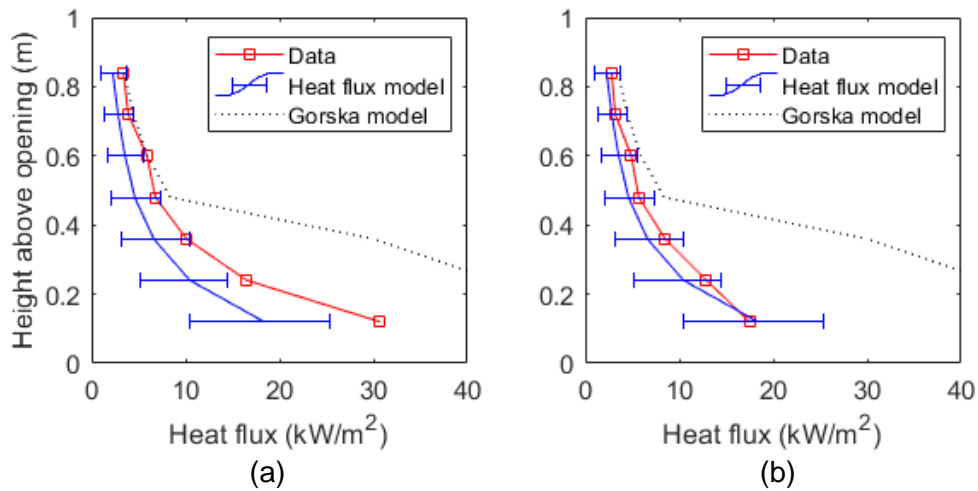 1
0.8
0.6
0.4
0.2
0
Height above opening (m)
Data
Heat flux model
Gorska model
0 10 20 30 40
Heat flux (kW/m²)
(a)
1
0.8
0.6
0.4
0.2
0
Data
Heat flux model
Gorska model
0 10 20 30 40
Heat flux (kW/m²)
(b)